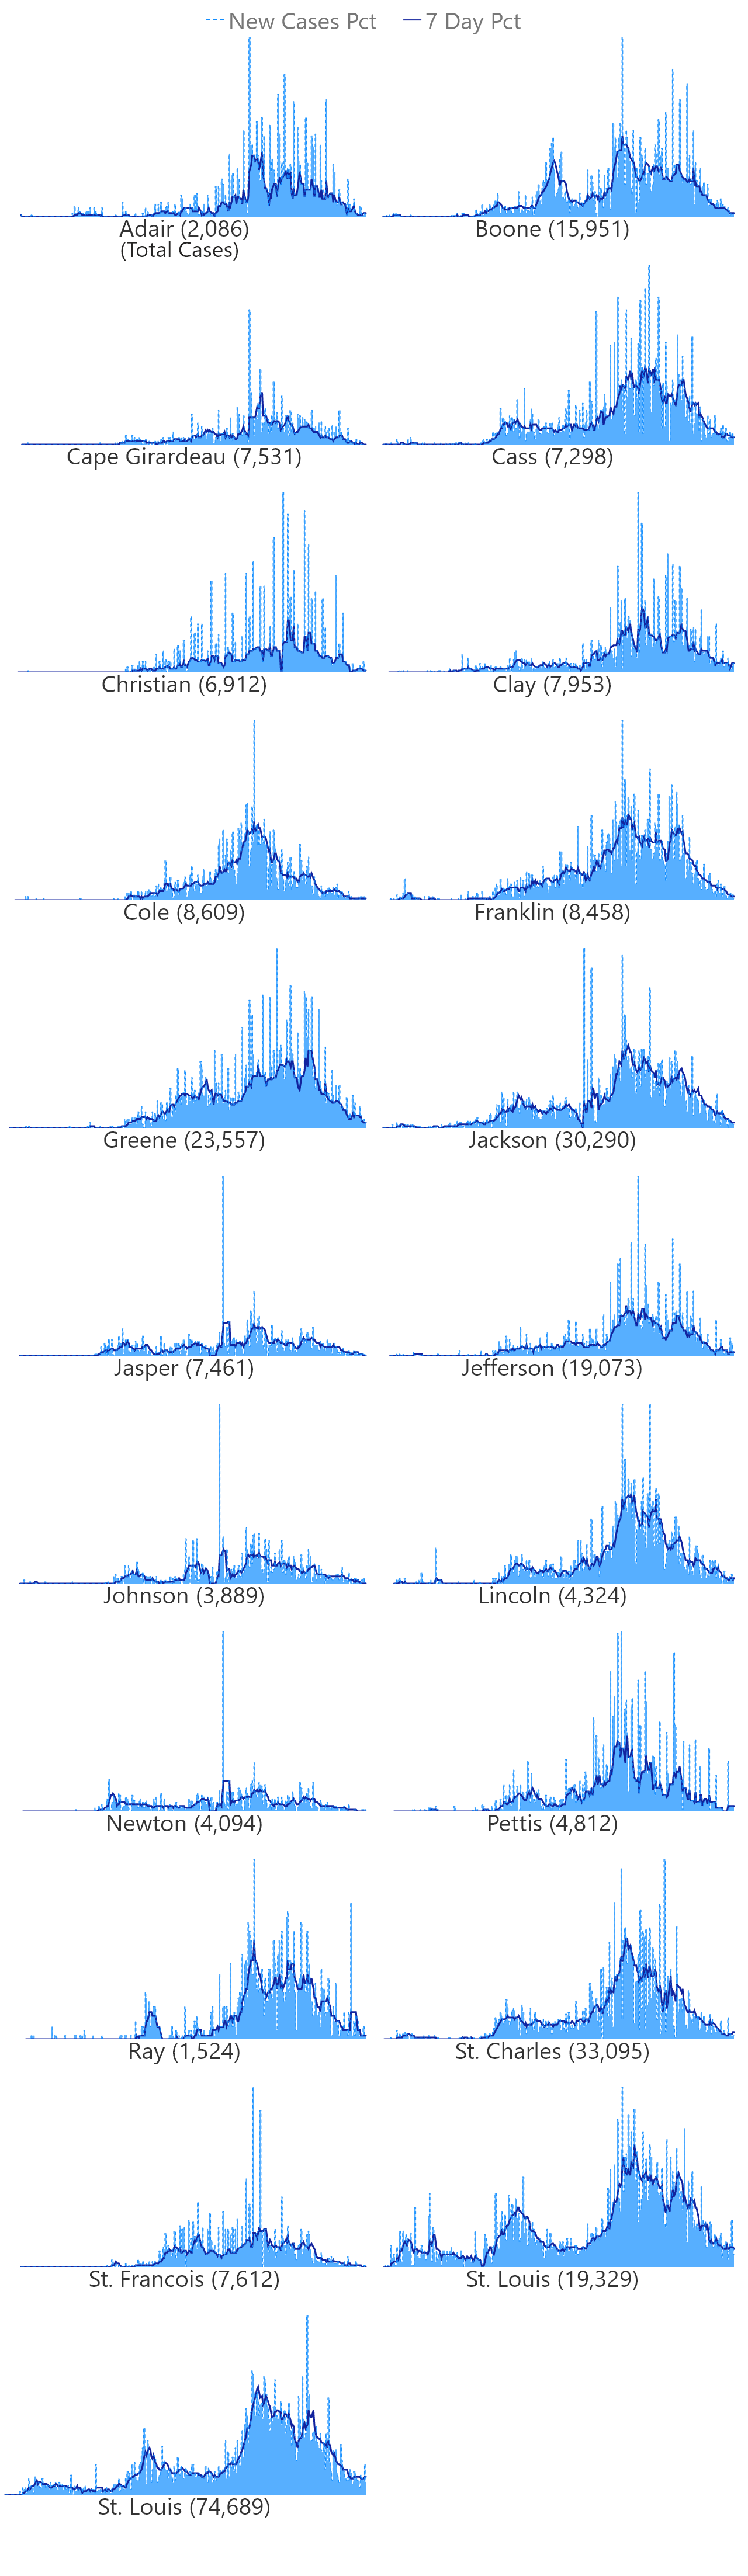 New Cases Pct 7 Day Pct
Adair (2,086)
(Total Cases)
Boone (15,951)
Cape Girardeau (7,531)
Cass (7,298)
Christian (6,912)
Clay (7,953)
Cole (8,609)
Franklin (8,458)
Greene (23,557)
Jackson (30,290)
Jasper (7,461)
Jefferson (19,073)
Johnson (3,889)
Lincoln (4,324)
Newton (4,094)
Pettis (4,812)
Ray (1,524)
St. Charles (33,095)
St. Francois (7,612)
St. Louis (19,329)
St. Louis (74,689)